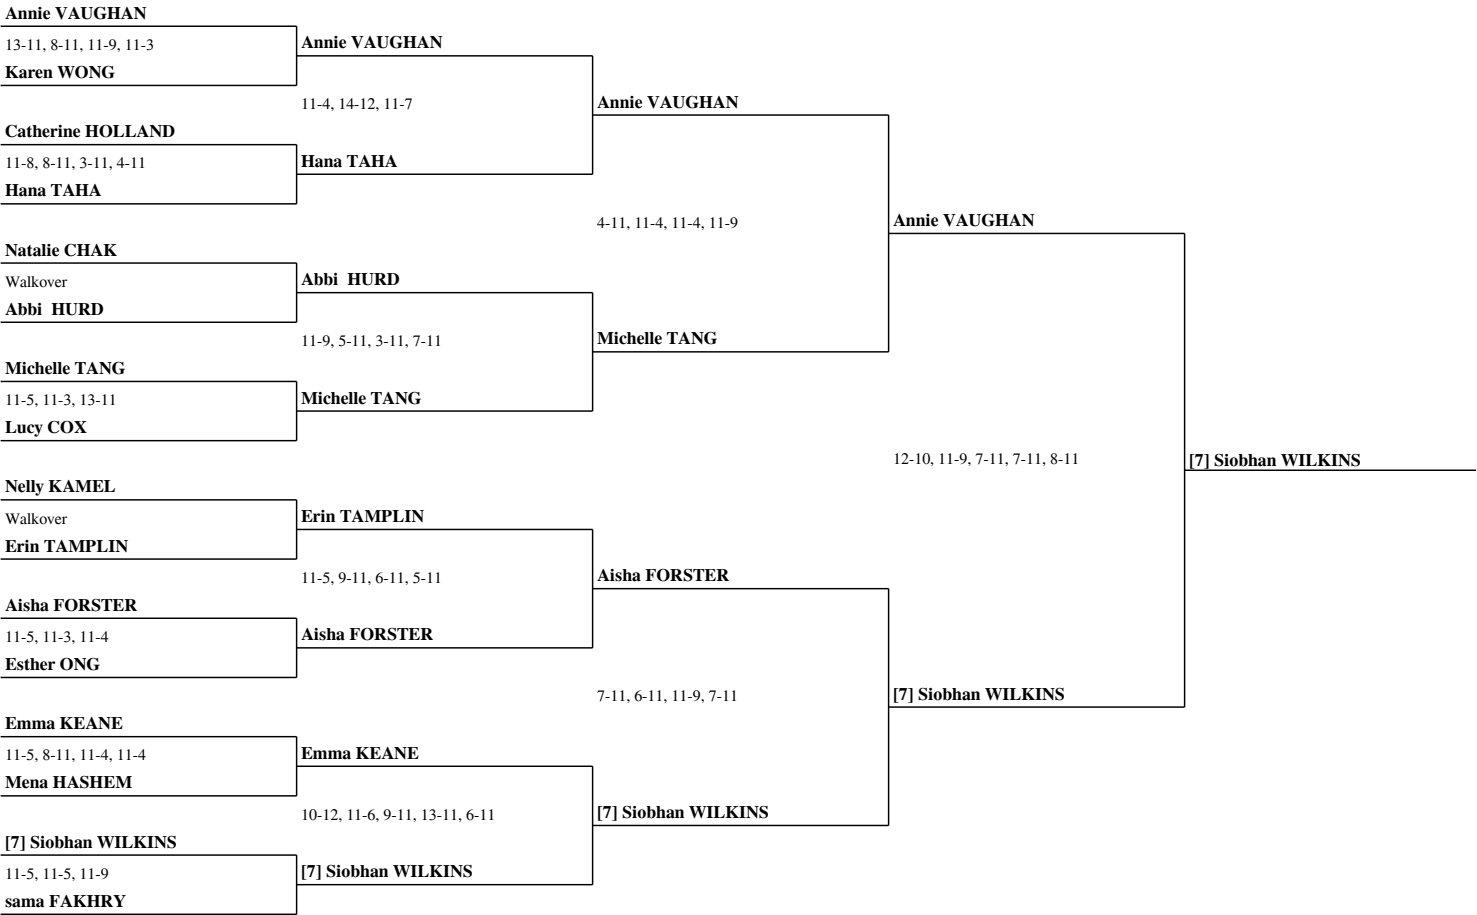 Annie VAUGHAN
13-11, 8-11, 11-9, 11-3
Karen WONG
Catherine HOLLAND
11-8, 8-11, 3-11, 4-11
Hana TAHA
Natalie CHAK
Walkover
Abbi  HURD
Michelle TANG
11-5, 11-3, 13-11
Lucy COX
Nelly KAMEL
Walkover
Erin TAMPLIN
Aisha FORSTER
11-5, 11-3, 11-4
Esther ONG
Emma KEANE
11-5, 8-11, 11-4, 11-4
Mena HASHEM
[7] Siobhan WILKINS
11-5, 11-5, 11-9
sama FAKHRY
Annie VAUGHAN
11-4, 14-12, 11-7
Hana TAHA
Abbi  HURD
11-9, 5-11, 3-11, 7-11
Michelle TANG
Erin TAMPLIN
11-5, 9-11, 6-11, 5-11
Aisha FORSTER
Emma KEANE
10-12, 11-6, 9-11, 13-11, 6-11
[7] Siobhan WILKINS
Annie VAUGHAN
4-11, 11-4, 11-4, 11-9
Michelle TANG
Aisha FORSTER
7-11, 6-11, 11-9, 7-11
[7] Siobhan WILKINS
Annie VAUGHAN
12-10, 11-9, 7-11, 7-11, 8-11
[7] Siobhan WILKINS
[7] Siobhan WILKINS